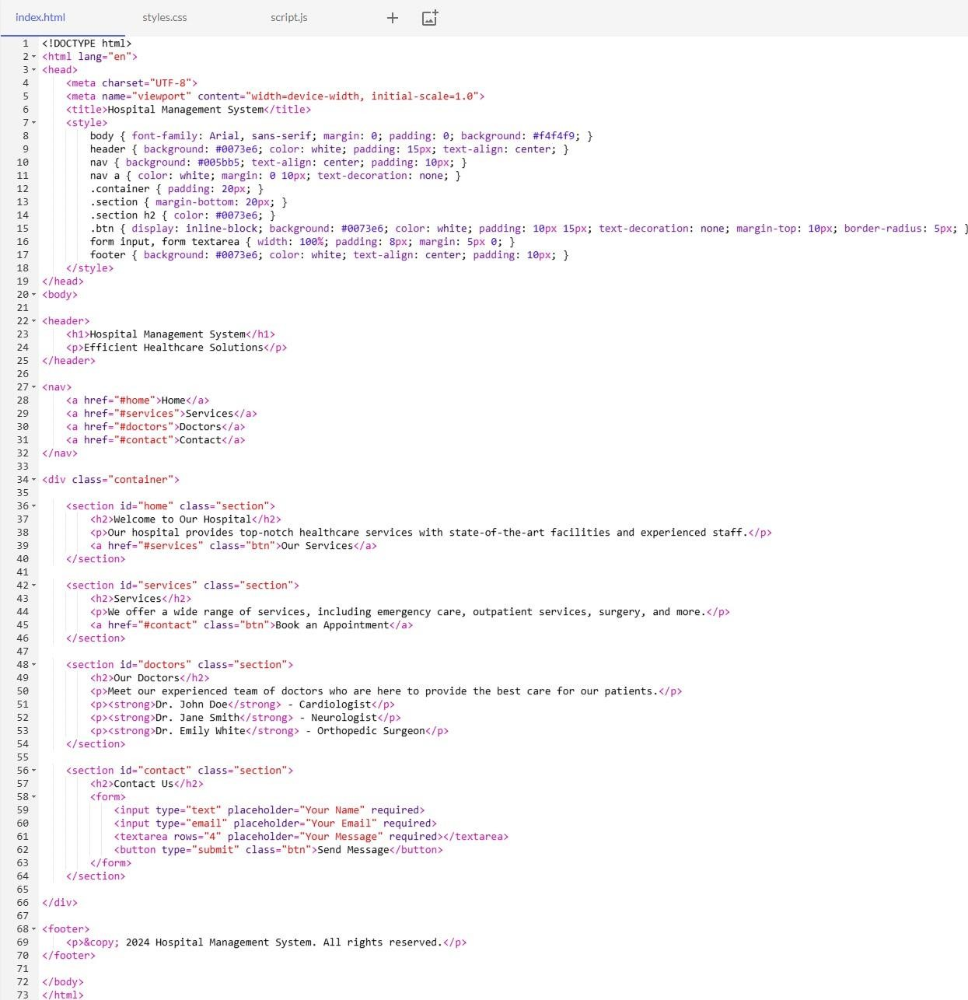 index.html styles.css script.js
1 <!DOCTYPE html>
2 <html lang="en">
3 <head>
4     <meta charset="UTF-8">
5     <meta name="viewport" content="width=device-width, initial-scale=1.0">
6     <title>Hospital Management System</title>
7     <style>
8         body { font-family: Arial, sans-serif; margin: 0; padding: 0; background: #f4f4f9; }
9         header { background: #0073e6; color: white; padding: 15px; text-align: center; }
10         nav { background: #005bb5; text-align: center; padding: 10px; }
11         nav a { color: white; margin: 0 10px; text-decoration: none; }
12         .container { padding: 20px; }
13         .section { margin-bottom: 20px; }
14         .section h2 { color: #0073e6; }
15         .btn { display: inline-block; background: #0073e6; color: white; padding: 10px 15px; text-decoration: none; margin-top: 10px; border-radius: 5px; }
16         form input, form textarea { width: 100%; padding: 8px; margin: 5px 0; }
17         footer { background: #0073e6; color: white; text-align: center; padding: 10px; }
18     </style>
19 </head>
20 <body>
21
22 <header>
23     <h1>Hospital Management System</h1>
24     <p>Efficient Healthcare Solutions</p>
25 </header>
26
27 <nav>
28     <a href="#home">Home</a>
29     <a href="#services">Services</a>
30     <a href="#doctors">Doctors</a>
31     <a href="#contact">Contact</a>
32 </nav>
33
34 <div class="container">
35
36     <section id="home" class="section">
37         <h2>Welcome to Our Hospital</h2>
38         <p>Our hospital provides top-notch healthcare services with state-of-the-art facilities and experienced staff.</p>
39         <a href="#services" class="btn">Our Services</a>
40     </section>
41
42     <section id="services" class="section">
43         <h2>Services</h2>
44         <p>We offer a wide range of services, including emergency care, outpatient services, surgery, and more.</p>
45         <a href="#contact" class="btn">Book an Appointment</a>
46     </section>
47
48     <section id="doctors" class="section">
49         <h2>Our Doctors</h2>
50         <p>Meet our experienced team of doctors who are here to provide the best care for our patients.</p>
51         <p><strong>Dr. John Doe</strong> - Cardiologist</p>
52         <p><strong>Dr. Jane Smith</strong> - Neurologist</p>
53         <p><strong>Dr. Emily White</strong> - Orthopedic Surgeon</p>
54     </section>
55
56     <section id="contact" class="section">
57         <h2>Contact Us</h2>
58         <form>
59             <input type="text" placeholder="Your Name" required>
60             <input type="email" placeholder="Your Email" required>
61             <textarea rows="4" placeholder="Your Message" required></textarea>
62             <button type="submit" class="btn">Send Message</button>
63         </form>
64     </section>
65
66 </div>
67
68 <footer>
69     <p>&copy; 2024 Hospital Management System. All rights reserved.</p>
70 </footer>
71
72 </body>
73 </html>